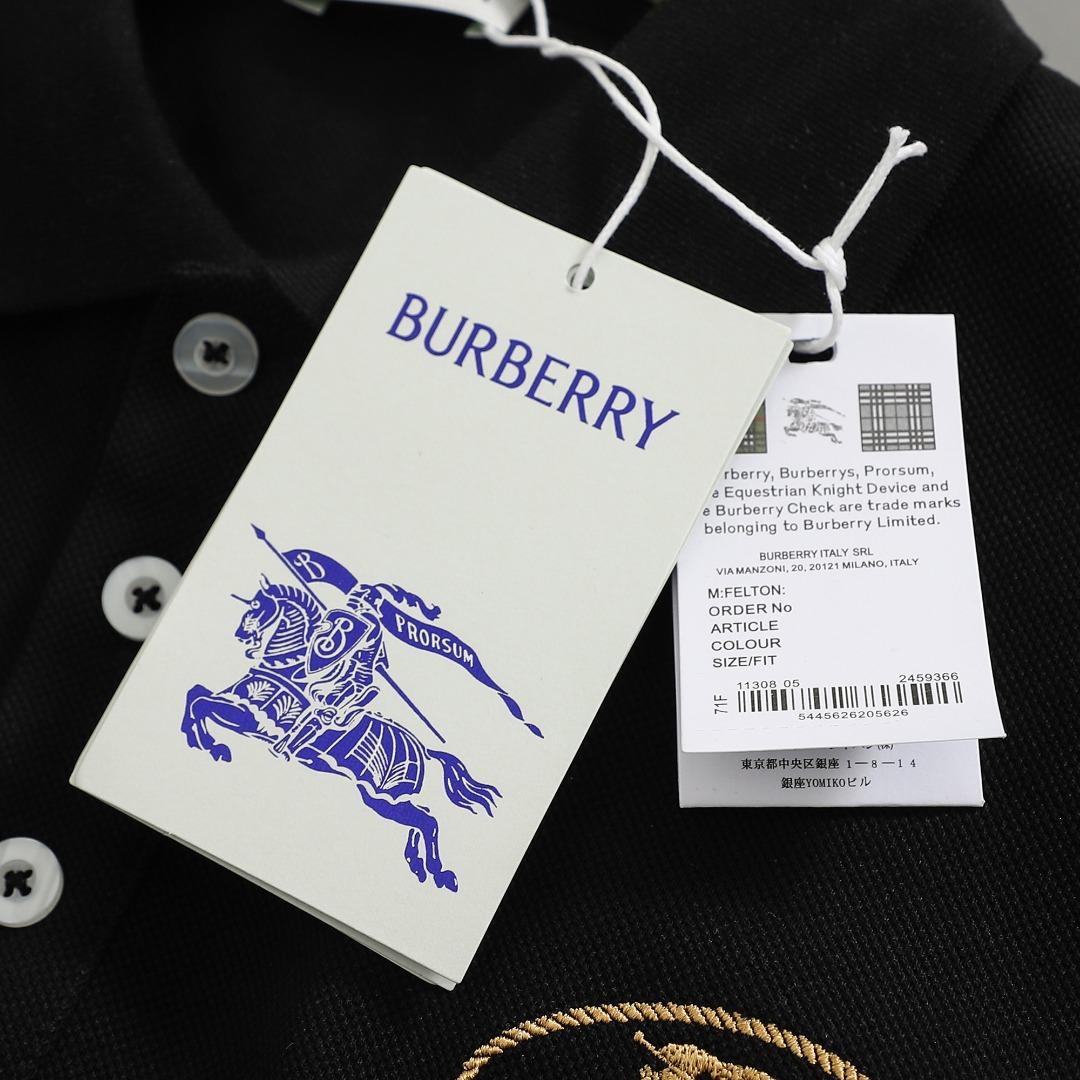 BURBERRY
B
B
PRORSUM
Burberrys, Prorsum,
Equestrian Knight Device and
Burberry Check are trade marks
belonging to Burberry Limited.
BURBERRY ITALY SRL
VIA MANZONI, 20, 20121 MILANO, ITALY
M:FELTON:
ORDER No
ARTICLE
COLOUR
SIZE/FIT
11308 05 2459366
71F
5445626205626
(株)
東京都中央区銀座 1－8－14
銀座YOMIKOビル